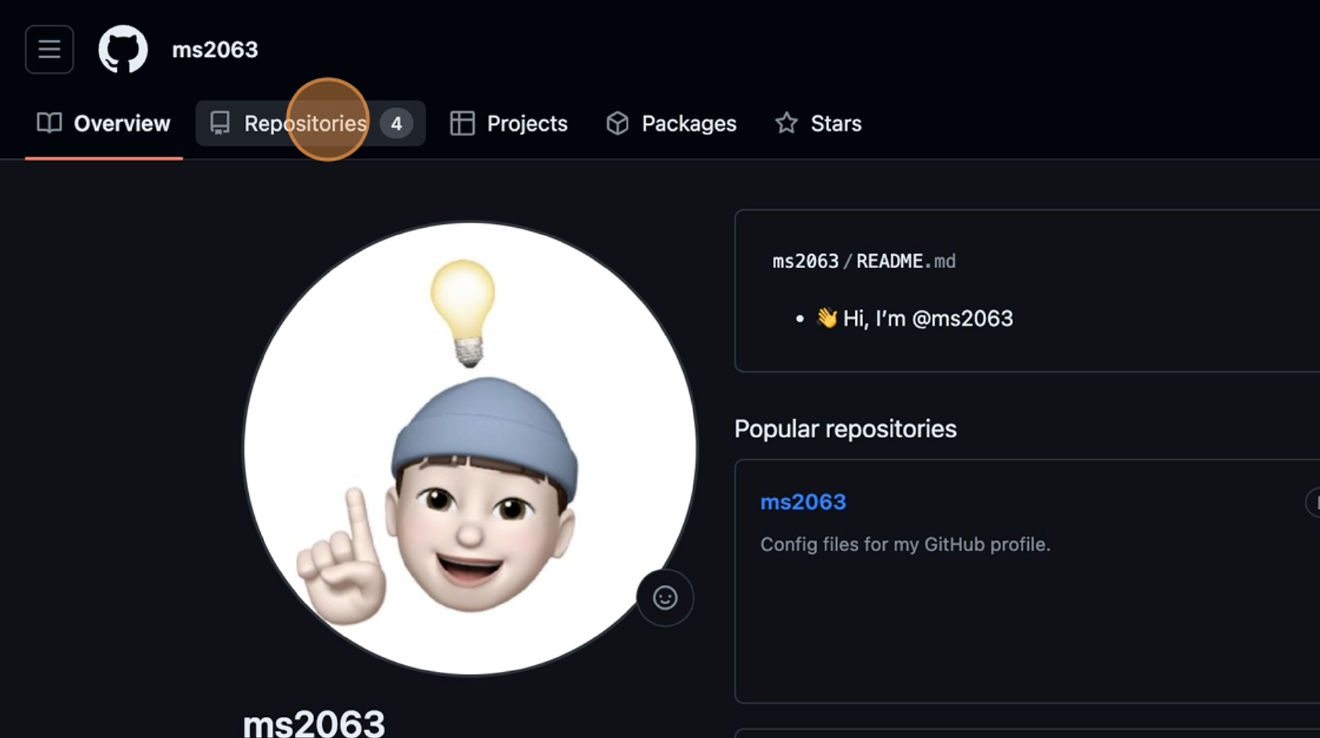 ms2063
Overview Repositories 4 Projects Packages Stars
ms2063/README.md
• 👋 Hi, I’m @ms2063
Popular repositories
ms2063
Config files for my GitHub profile.
ms2063